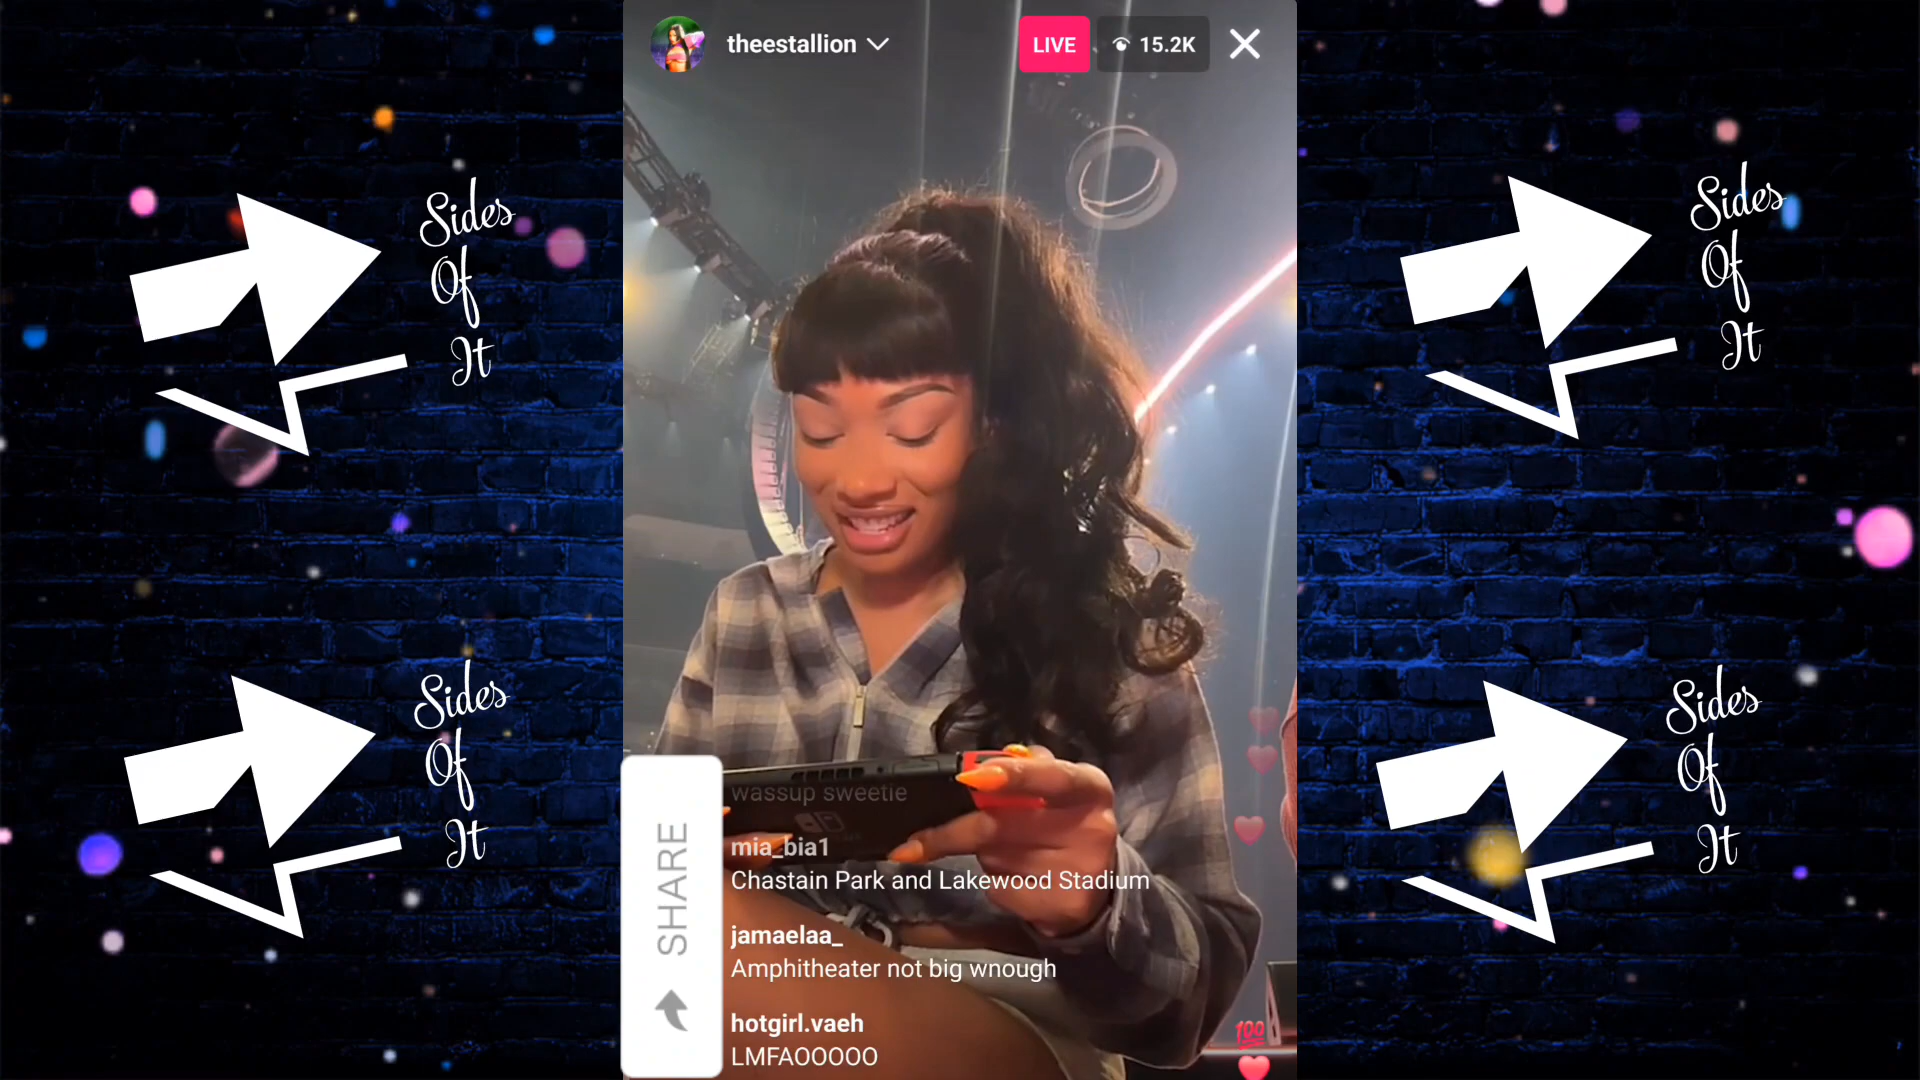 theestallion
LIVE
15.2K
Sides
Of
It
Sides
Of
It
Sides
Of
It
Sides
Of
It
SHARE
wassup sweetie
mia_bia1
Chastain Park and Lakewood Stadium
jamaelaa_
Amphitheater not big wnough
hotgirl.vaeh
LMFAOOOOO
100